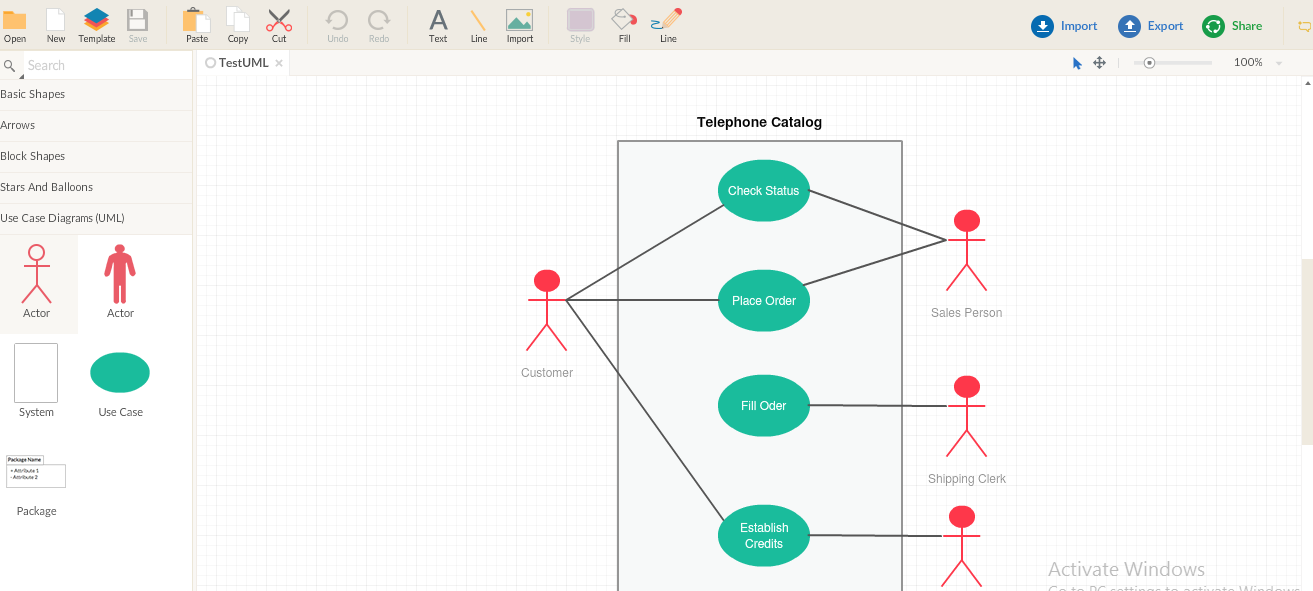 Open New Template Save Paste Copy Cut Undo Redo Text Line Import Style Fill Line
Import Export Share
Search
TestUML
100%
Basic Shapes
Arrows
Block Shapes
Stars And Balloons
Use Case Diagrams (UML)
Actor Actor
System Use Case
Package Name
+ Attribute 1
- Attribute 2
Package
Telephone Catalog
Check Status
Place Order
Sales Person
Customer
Fill Oder
Shipping Clerk
Establish
Credits
Activate Windows
Go to PC settings to activate Windows